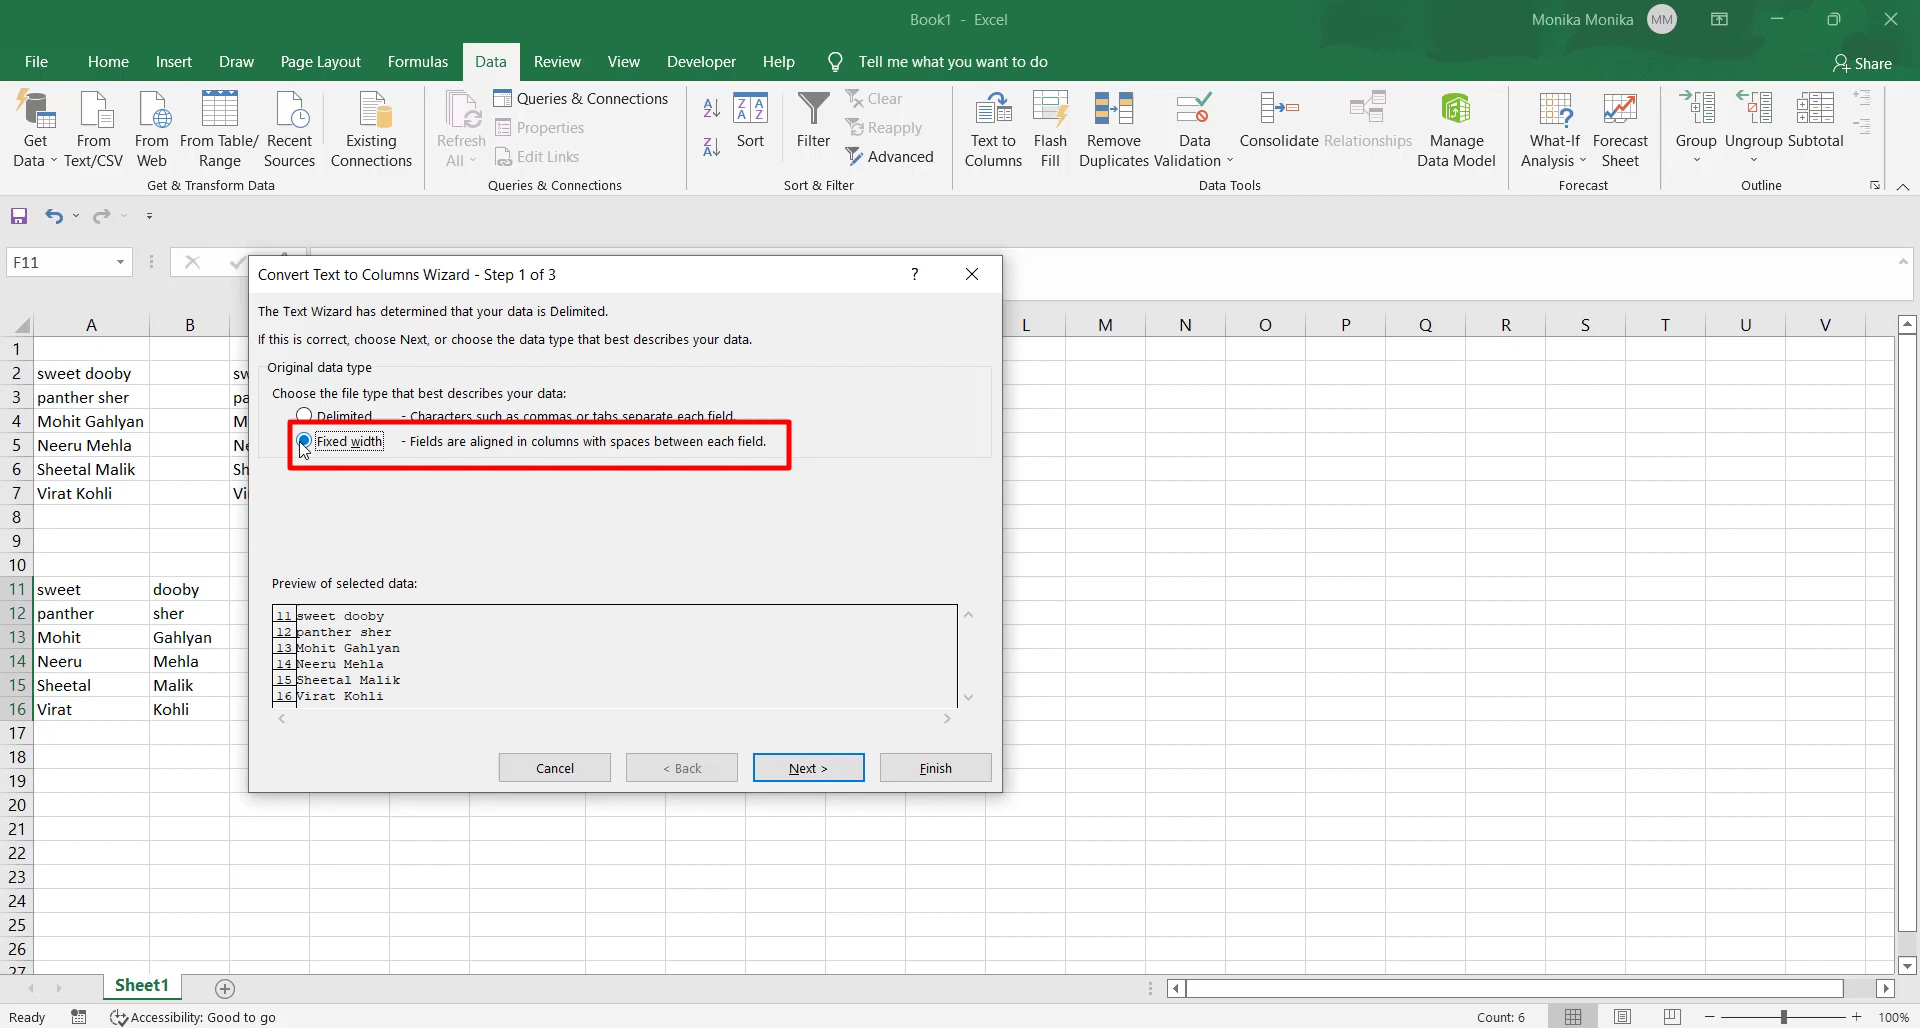 Book1 - Excel
Monika Monika MM
File Home Insert Draw Page Layout Formulas Data Review View Developer Help Tell me what you want to do Share
Get Data
From Text/CSV
From Web
From Table/ Range
Recent Sources
Existing Connections
Get & Transform Data
Refresh All
Queries & Connections
Properties
Edit Links
Queries & Connections
Sort
Filter
Clear
Reapply
Advanced
Sort & Filter
Text to Columns
Flash Fill
Remove Duplicates
Data Validation
Consolidate
Relationships
Manage Data Model
Data Tools
What-If Analysis
Forecast Sheet
Forecast
Group
Ungroup
Subtotal
Outline
F11
Convert Text to Columns Wizard - Step 1 of 3 ?
The Text Wizard has determined that your data is Delimited.
If this is correct, choose Next, or choose the data type that best describes your data.
Original data type
Choose the file type that best describes your data:
Delimited - Characters such as commas or tabs separate each field.
Fixed width - Fields are aligned in columns with spaces between each field.
Preview of selected data:
11 sweet dooby
12 panther sher
13 Mohit Gahlyan
14 Neeru Mehla
15 Sheetal Malik
16 Virat Kohli
Cancel < Back Next > Finish
A B L M N O P Q R S T U V
1
2 sweet dooby sw
3 panther sher pa
4 Mohit Gahlyan M
5 Neeru Mehla Ne
6 Sheetal Malik Sh
7 Virat Kohli Vi
8
9
10
11 sweet dooby
12 panther sher
13 Mohit Gahlyan
14 Neeru Mehla
15 Sheetal Malik
16 Virat Kohli
17
18
19
20
21
22
23
24
25
26
27
Sheet1
Ready Accessibility: Good to go Count: 6 100%